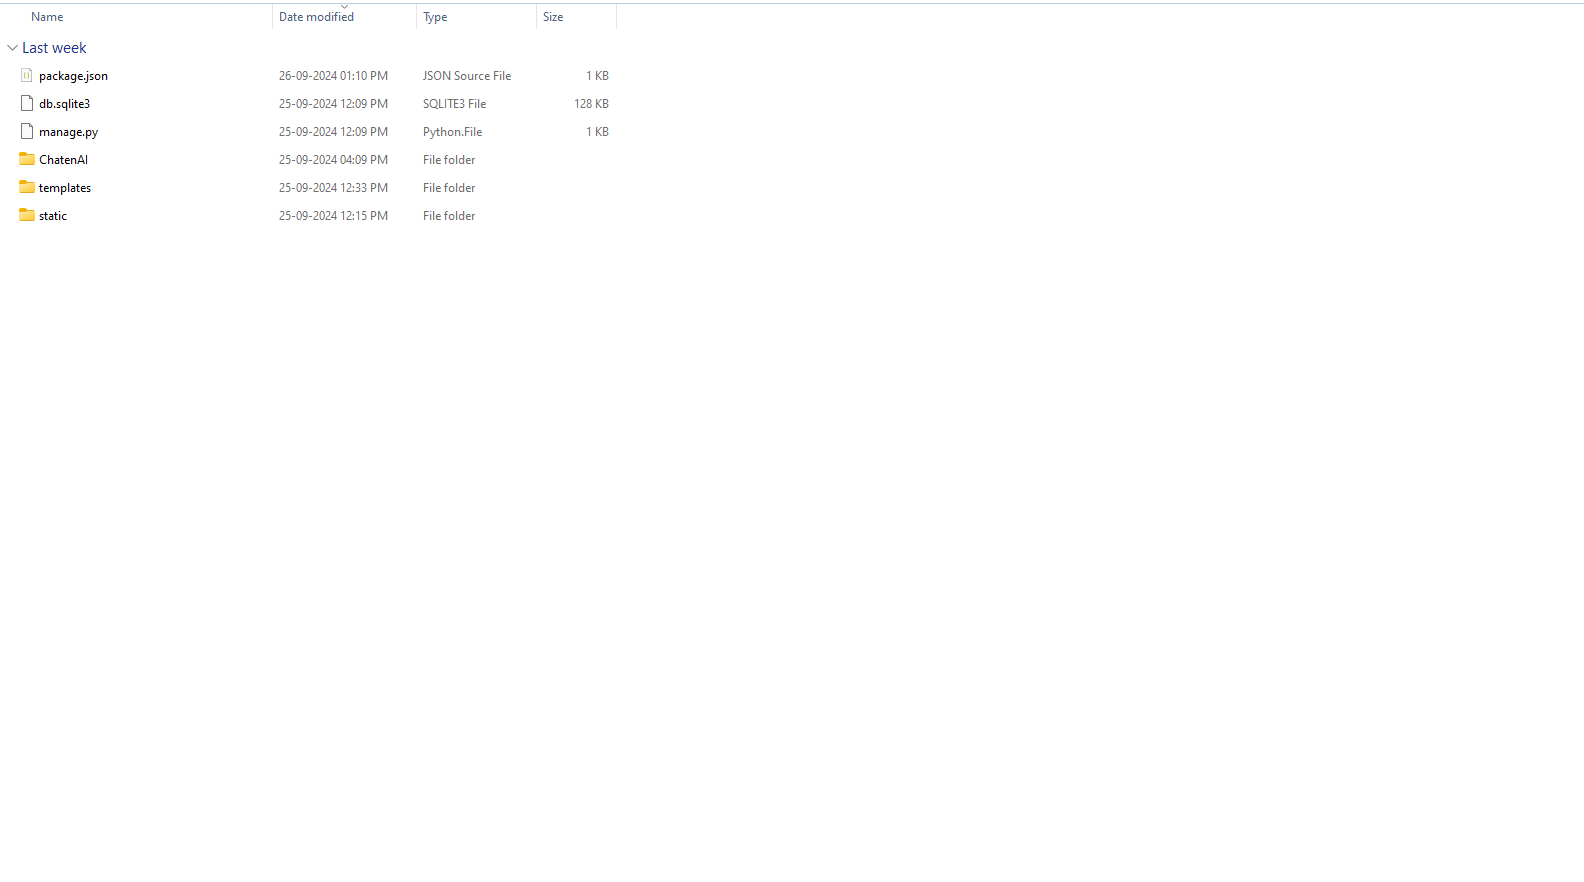 Name Date modified Type Size
Last week
package.json 26-09-2024 01:10 PM JSON Source File 1 KB
db.sqlite3 25-09-2024 12:09 PM SQLITE3 File 128 KB
manage.py 25-09-2024 12:09 PM Python.File 1 KB
ChatenAI 25-09-2024 04:09 PM File folder
templates 25-09-2024 12:33 PM File folder
static 25-09-2024 12:15 PM File folder